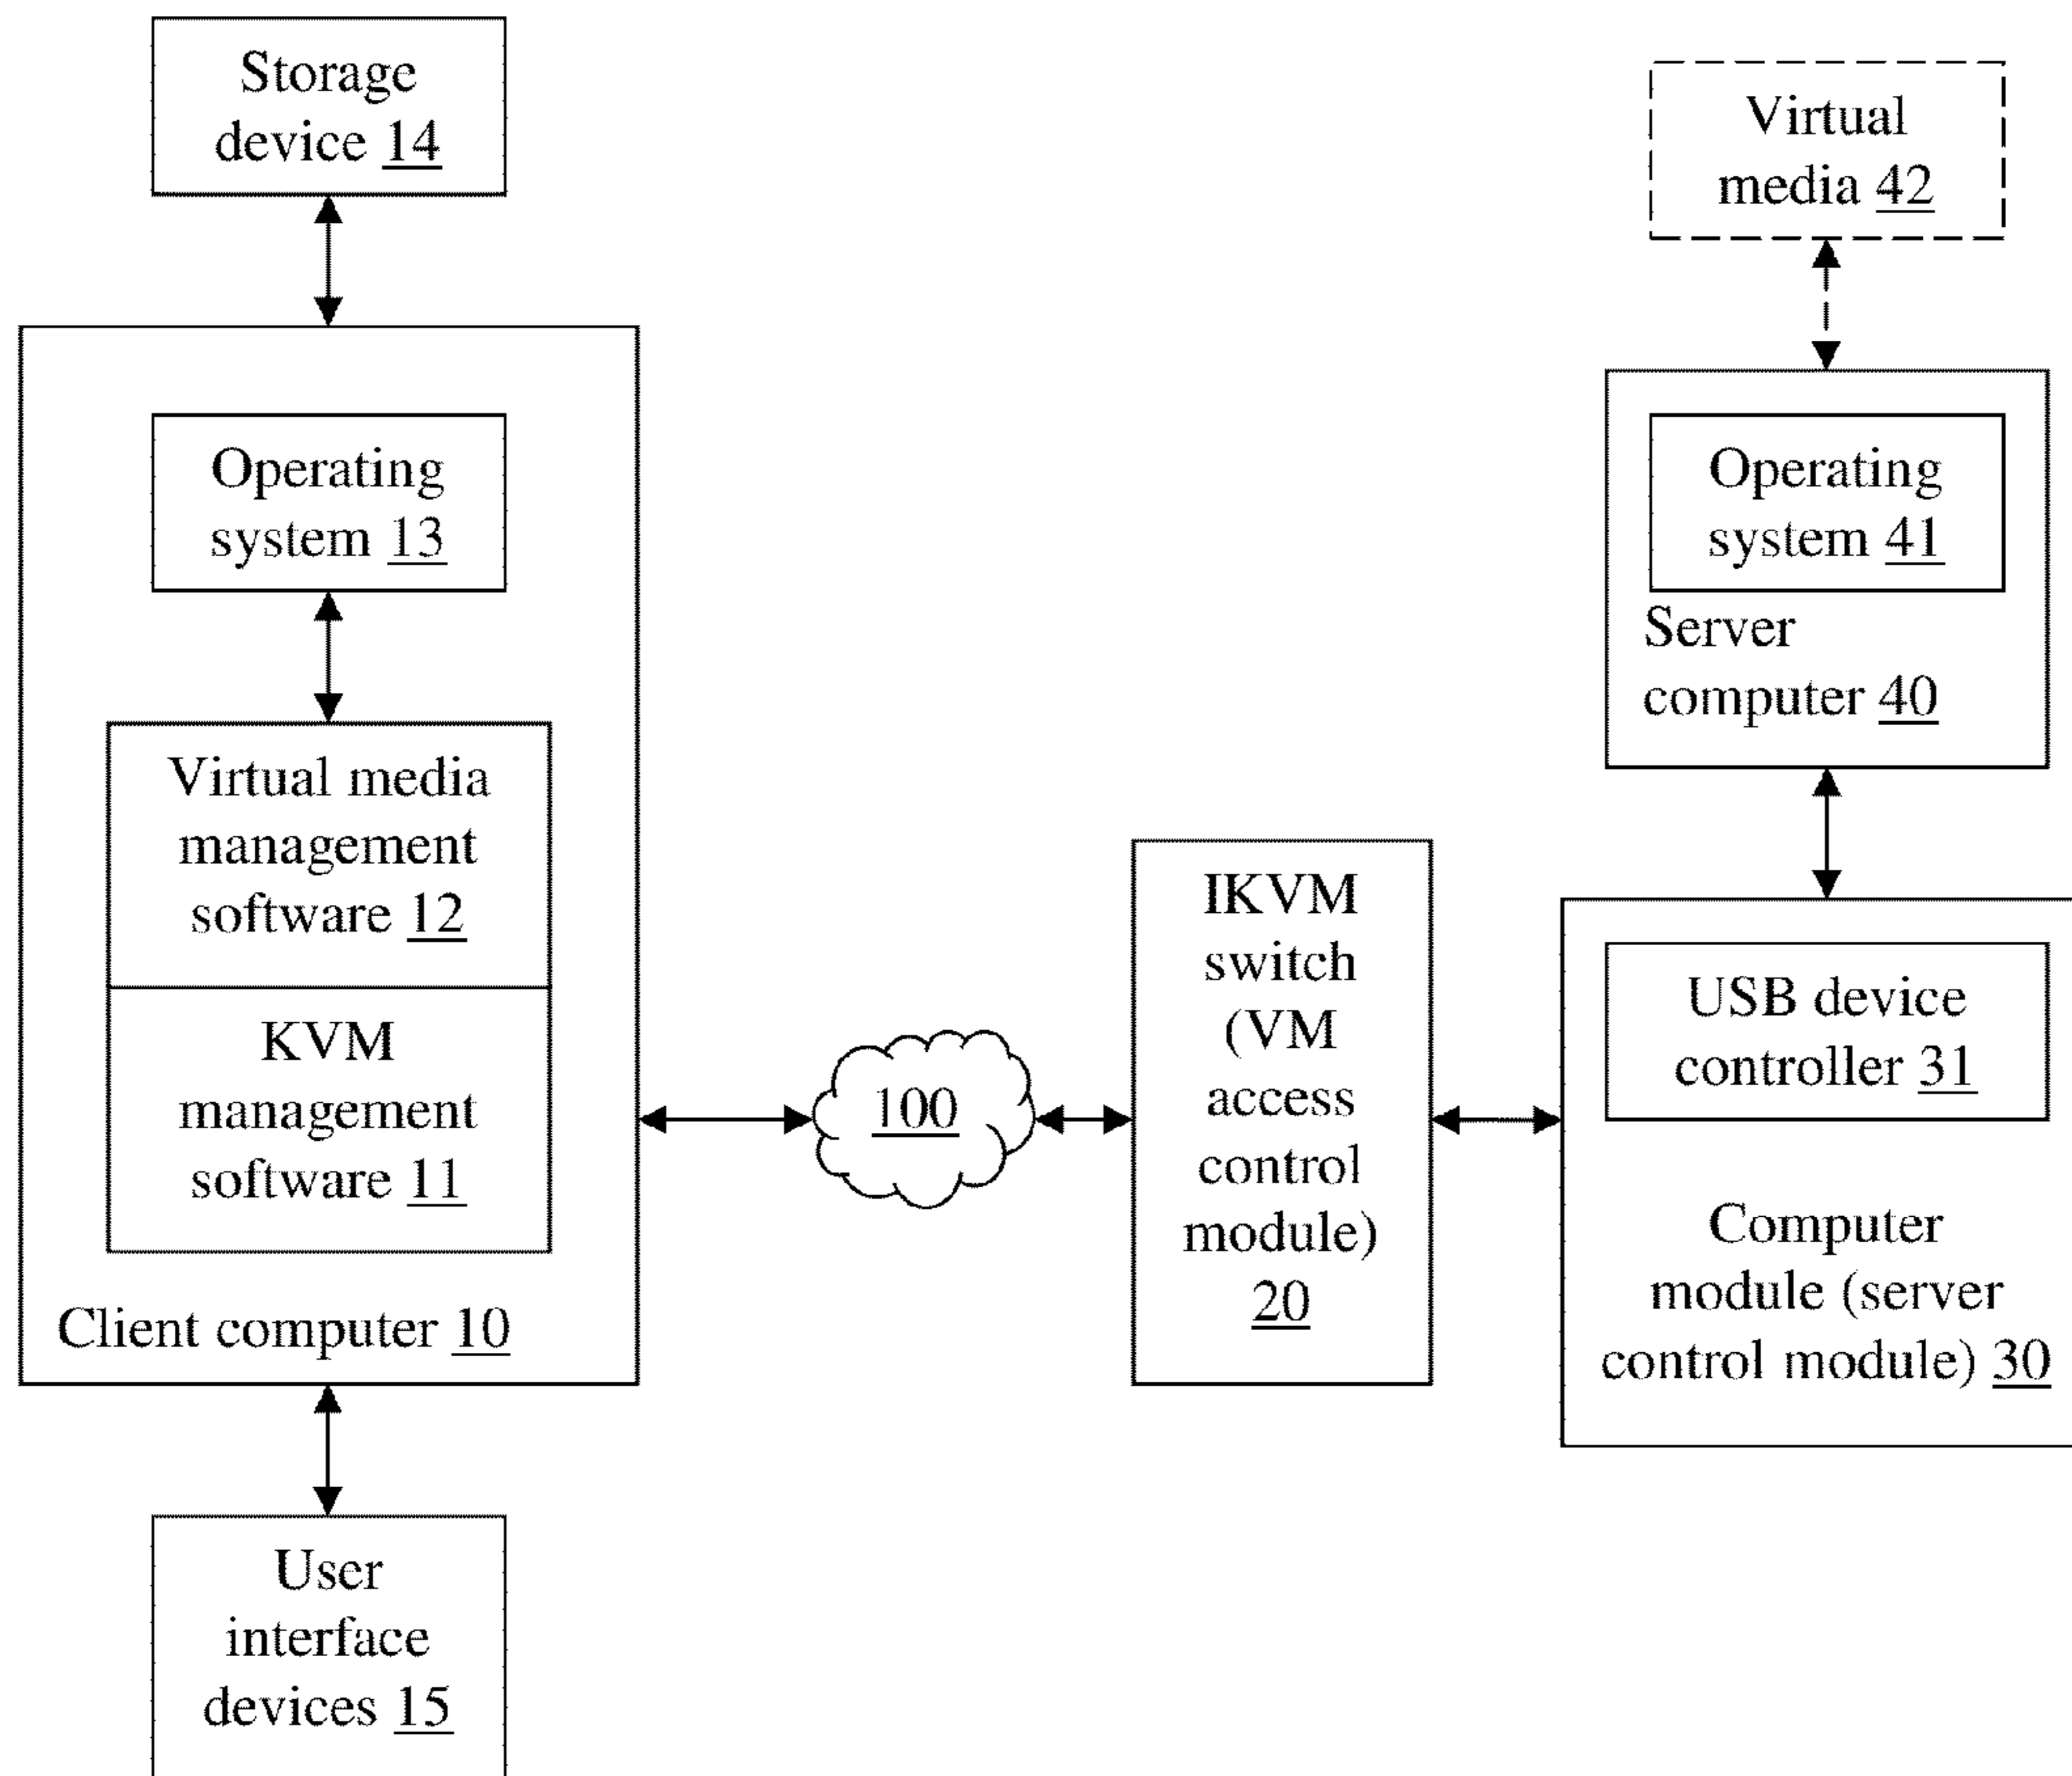 Storage
device 14
Operating
system 13
Virtual media
management
software 12
KVM
management
software 11
Client computer 10
User
interface
devices 15
100
IKVM
switch
(VM
access
control
module)
20
Virtual
media 42
Operating
system 41
Server
computer 40
USB device
controller 31
Computer
module (server
control module) 30